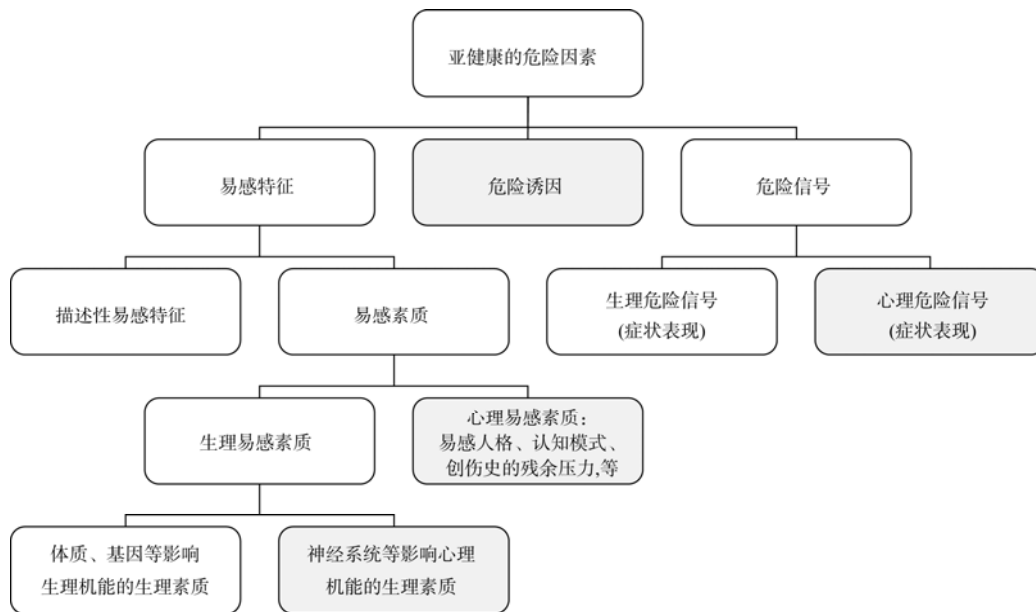 亚健康的危险因素
易感特征
危险诱因
危险信号
描述性易感特征
易感素质
生理危险信号
(症状表现)
心理危险信号
(症状表现)
生理易感素质
心理易感素质：
易感人格、认知模式、
创伤史的残余压力,等
体质、基因等影响
生理机能的生理素质
神经系统等影响心理
机能的生理素质